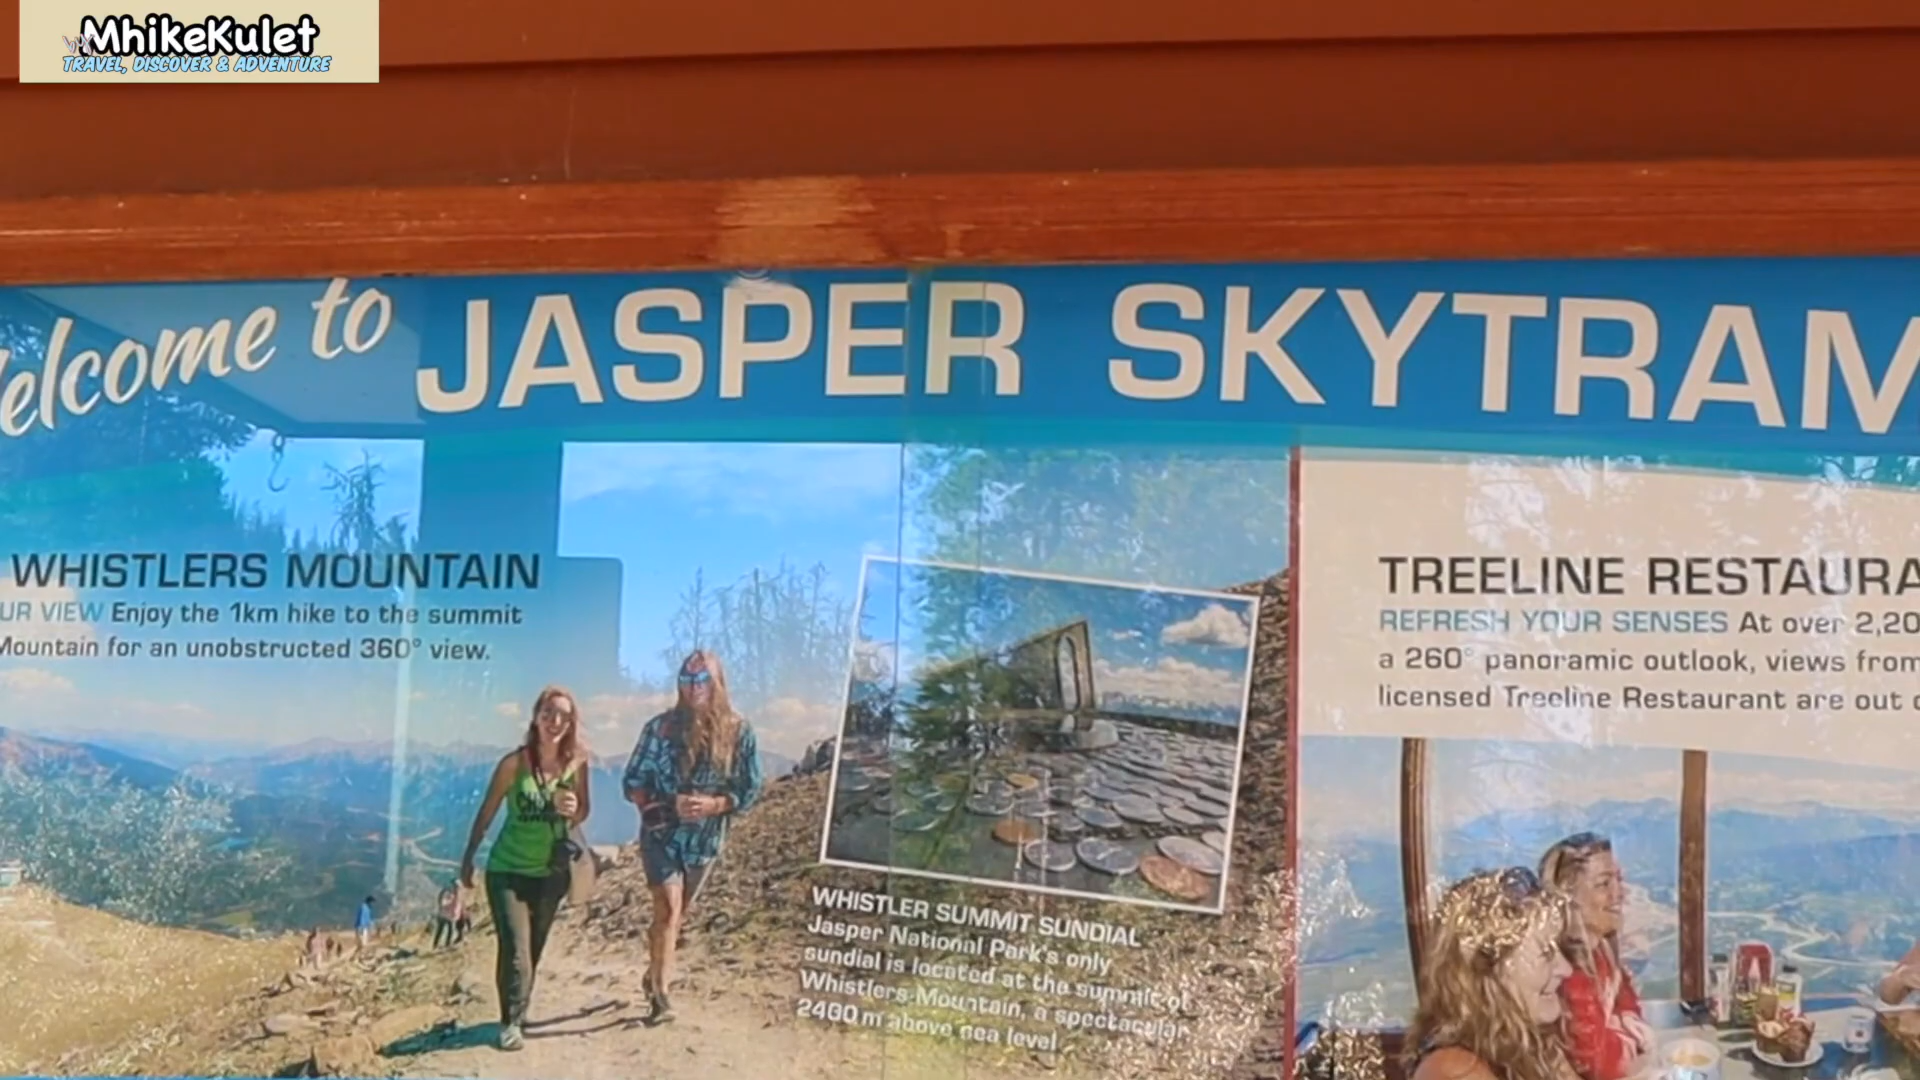 by MhikeKulet
TRAVEL, DISCOVER & ADVENTURE
elcome to JASPER SKYTRAM
WHISTLERS MOUNTAIN
UR VIEW Enjoy the 1km hike to the summit
Mountain for an unobstructed 360° view.
WHISTLER SUMMIT SUNDIAL
Jasper National Park's only
sundial is located at the summit of
Whistlers Mountain, a spectacular
2400 m above sea level
TREELINE RESTAURA
REFRESH YOUR SENSES At over 2,20
a 260° panoramic outlook, views from
licensed Treeline Restaurant are out